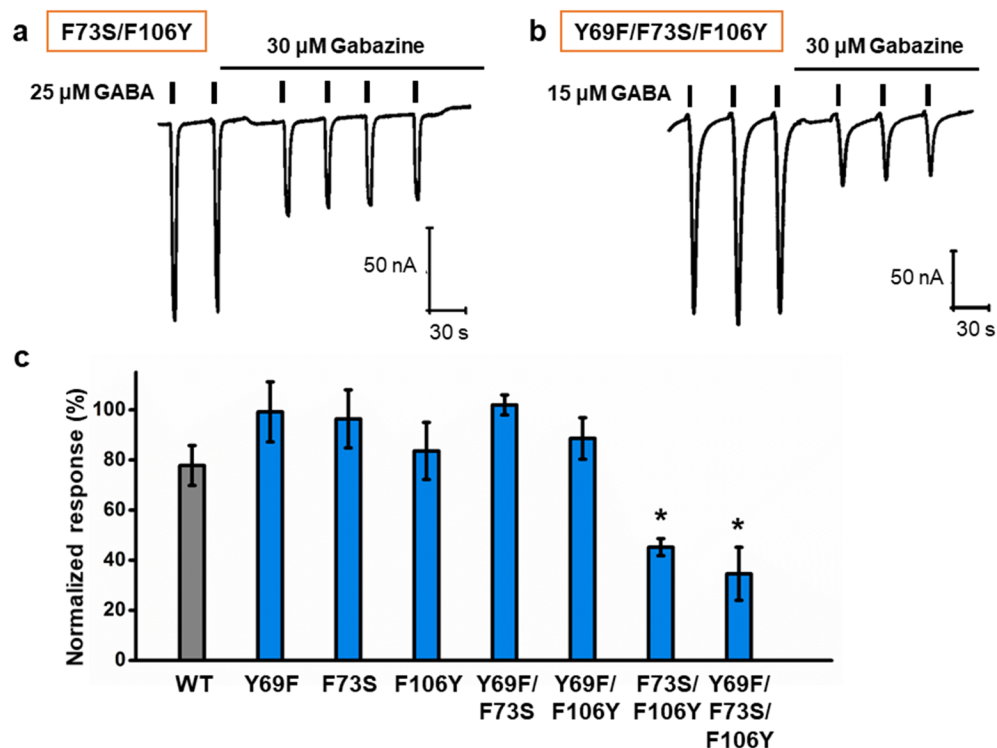 a
F73S/F106Y
30 µM Gabazine
25 µM GABA
50 nA
30 s
b
Y69F/F73S/F106Y
30 µM Gabazine
15 µM GABA
50 nA
30 s
c
Normalized response (%)
100
80
60
40
20
0
*
*
WT
Y69F
F73S
F106Y
Y69F/
F73S
Y69F/
F106Y
F73S/
F106Y
Y69F/
F73S/
F106Y